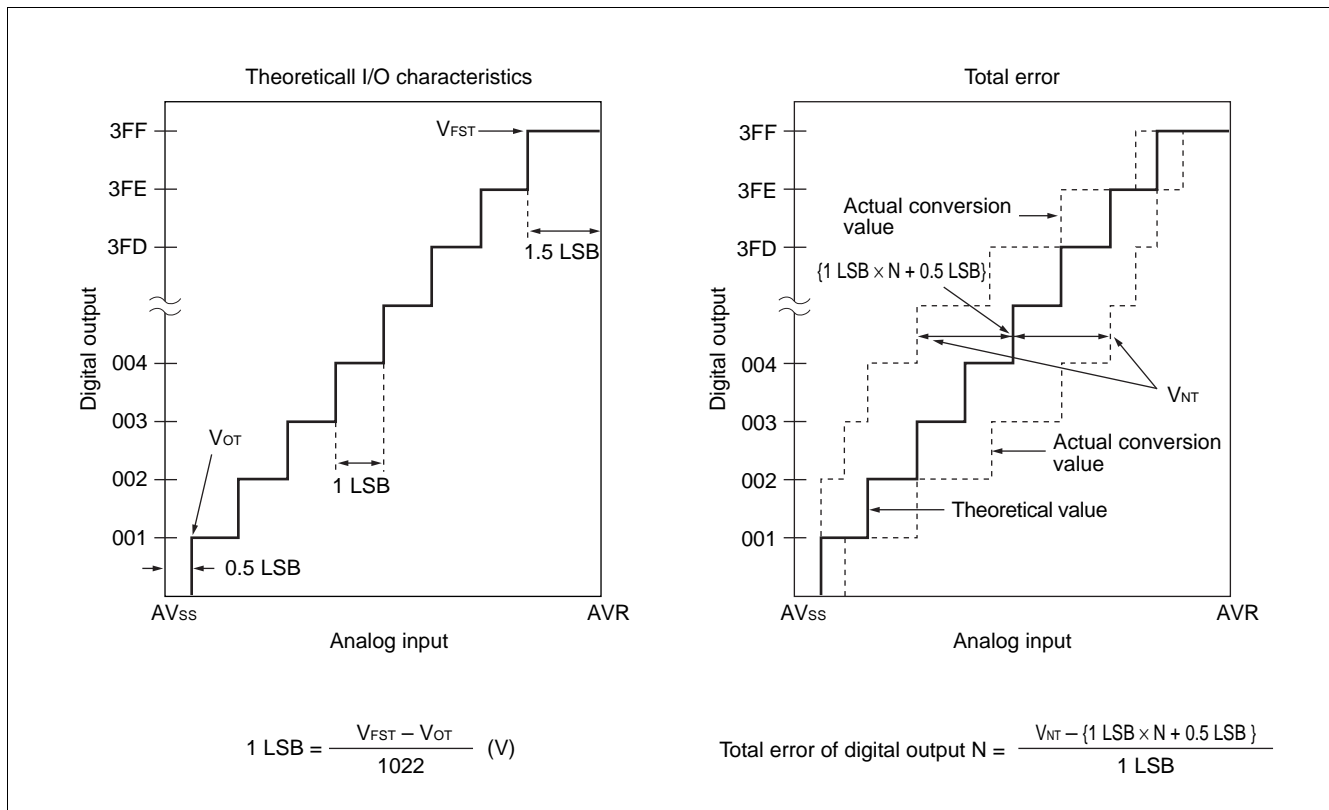 Theoreticall I/O characteristics
Digital output
3FF
3FE
3FD
004
003
002
001
VFST
1.5 LSB
VOT
1 LSB
0.5 LSB
AVSS
AVR
Analog input
1 LSB = VFST – VOT / 1022 (V)
Total error
Digital output
3FF
3FE
3FD
004
003
002
001
Actual conversion
value
{1 LSB × N + 0.5 LSB}
VNT
Actual conversion
value
Theoretical value
AVSS
AVR
Analog input
Total error of digital output N = VNT – {1 LSB × N + 0.5 LSB } / 1 LSB